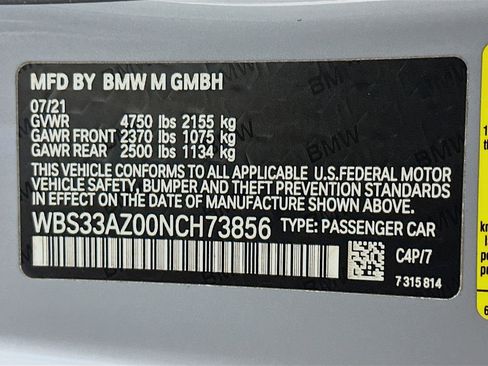 MFD BY BMW M GMBH
07/21
GVWR 4750 lbs 2155 kg
GAWR FRONT 2370 lbs 1075 kg
GAWR REAR 2500 lbs 1134 kg
THIS VEHICLE CONFORMS TO ALL APPLICABLE U.S.FEDERAL MOTOR
VEHICLE SAFETY, BUMPER AND THEFT PREVENTION STANDARDS
IN EFFECT ON THE DATE OF MANUFACTURE SHOWN ABOVE.
WBS33AZ00NCH73856 TYPE: PASSENGER CAR
C4P/7
7 315 814